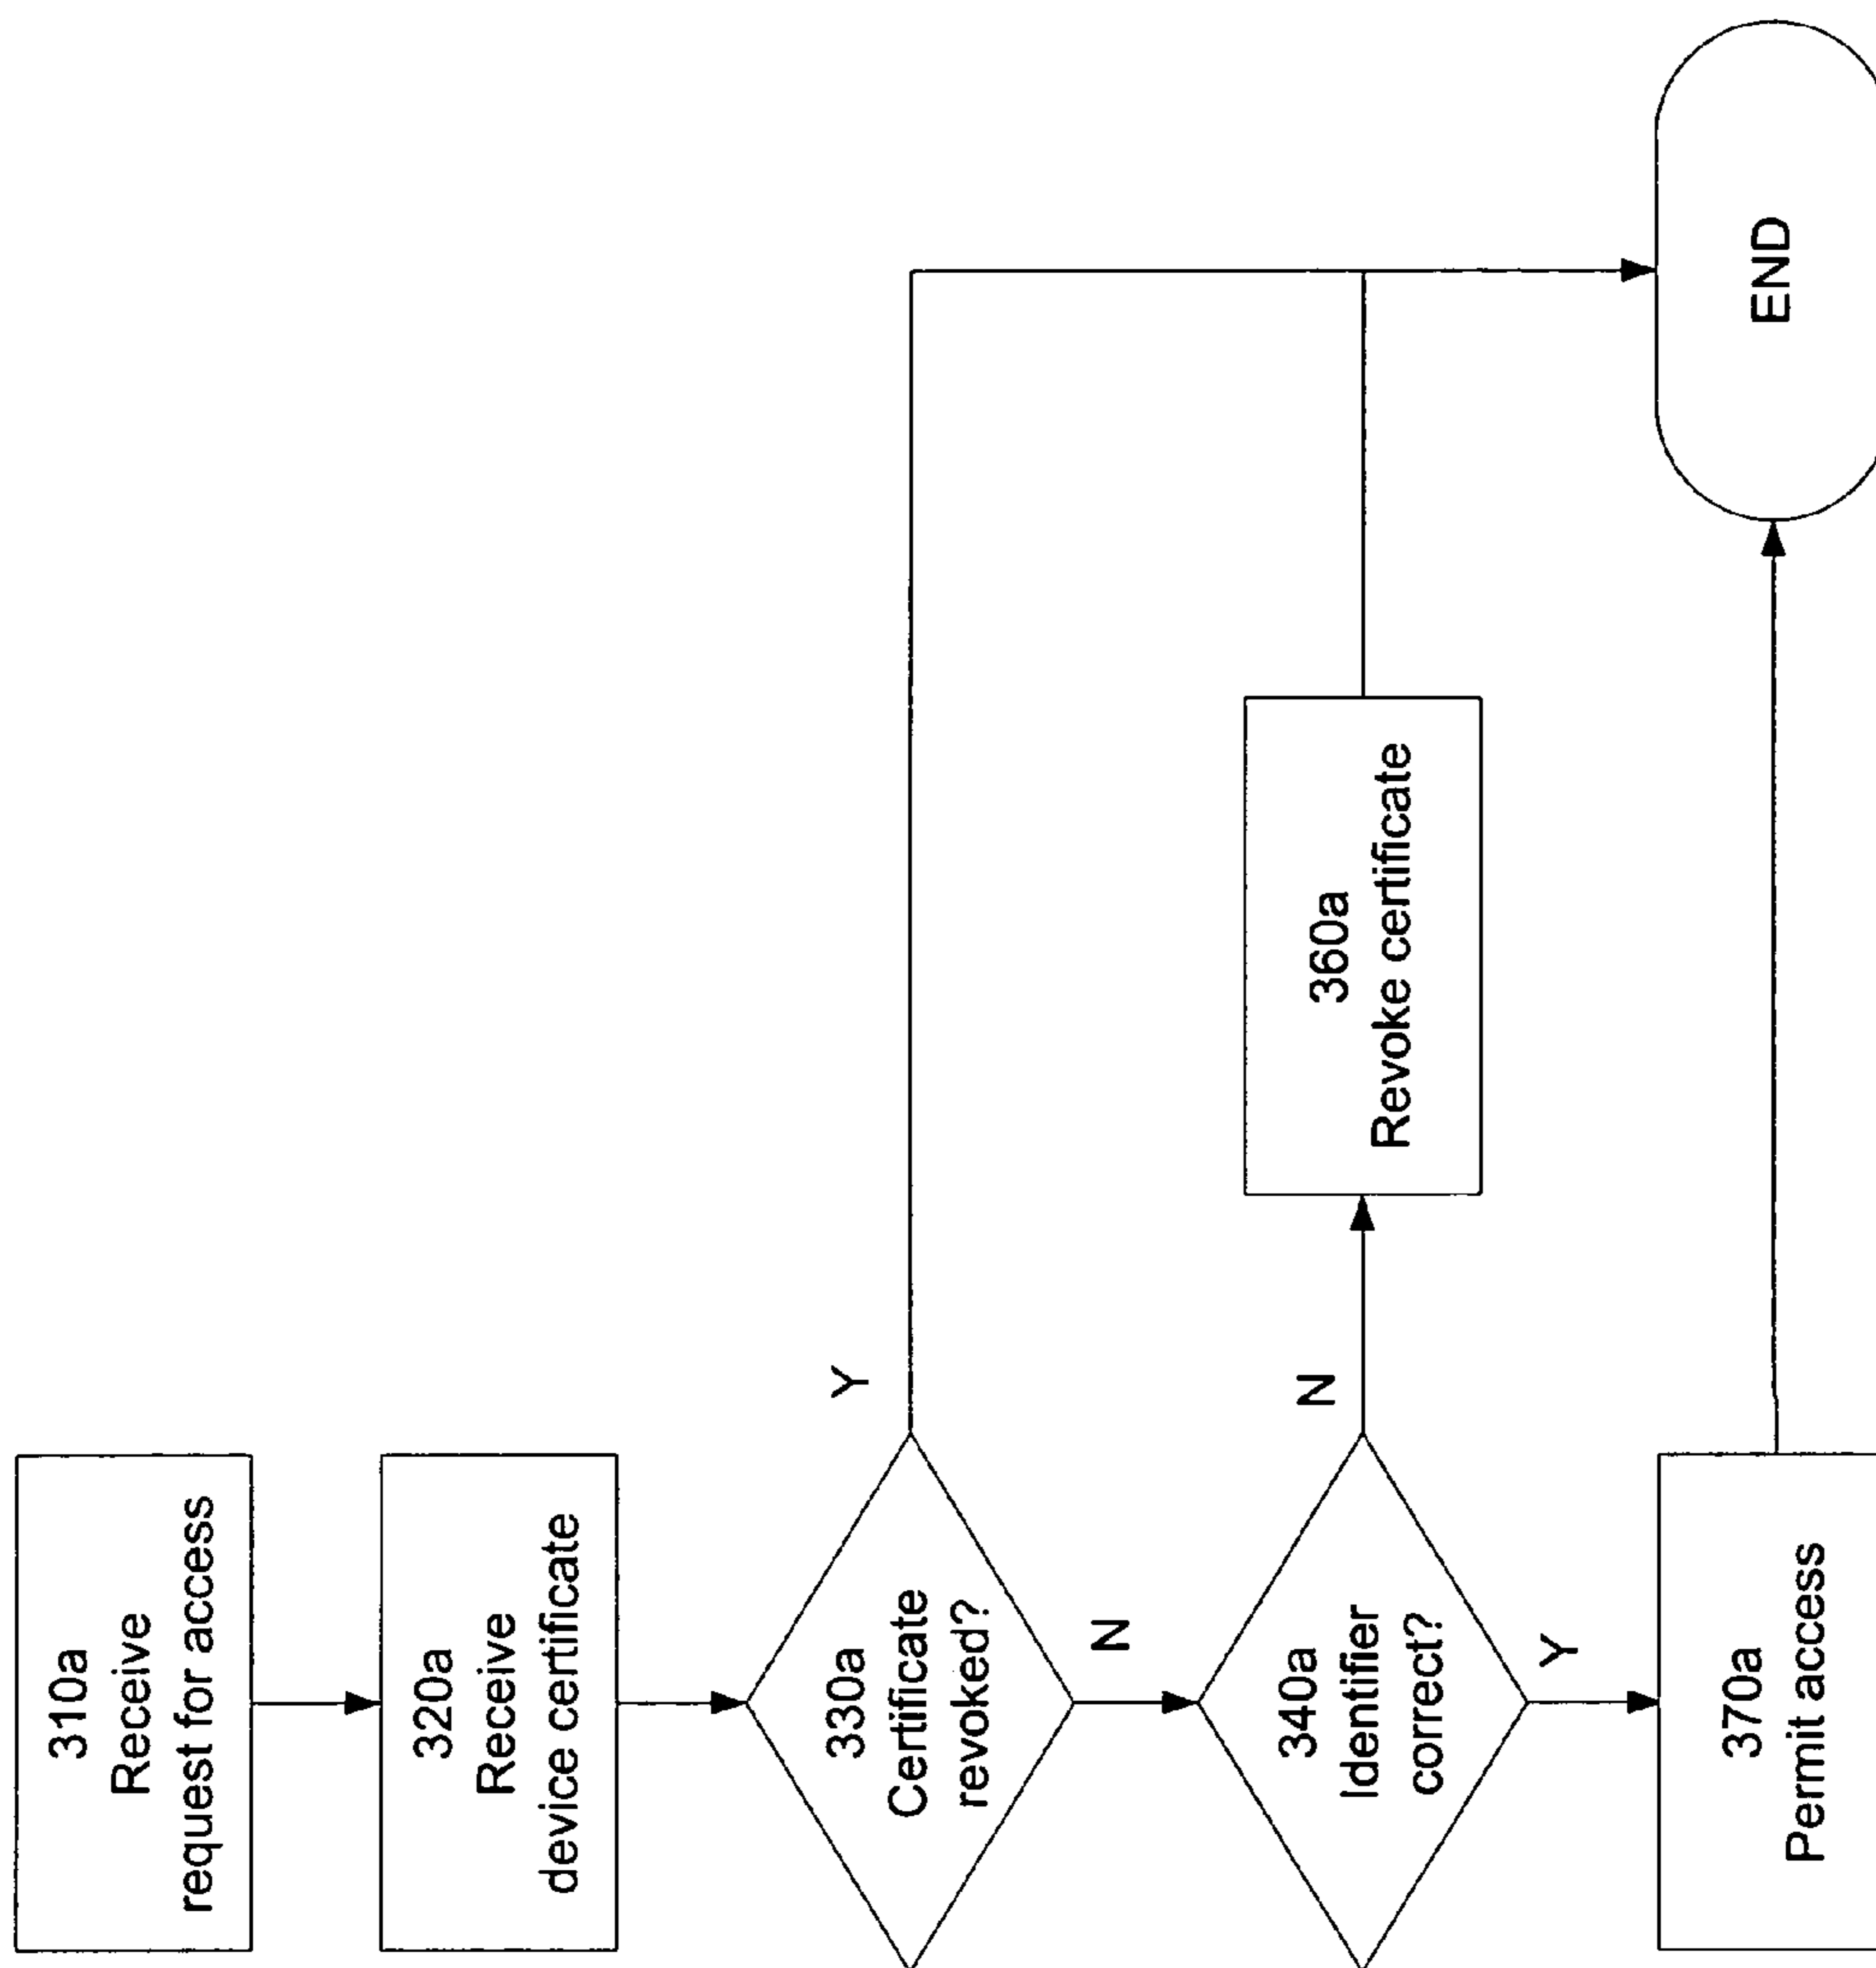 310a
Receive
request for access
320a
Receive
device certificate
330a
Certificate
revoked?
Y
N
340a
Identifier
correct?
N
360a
Revoke certificate
Y
370a
Permit access
END